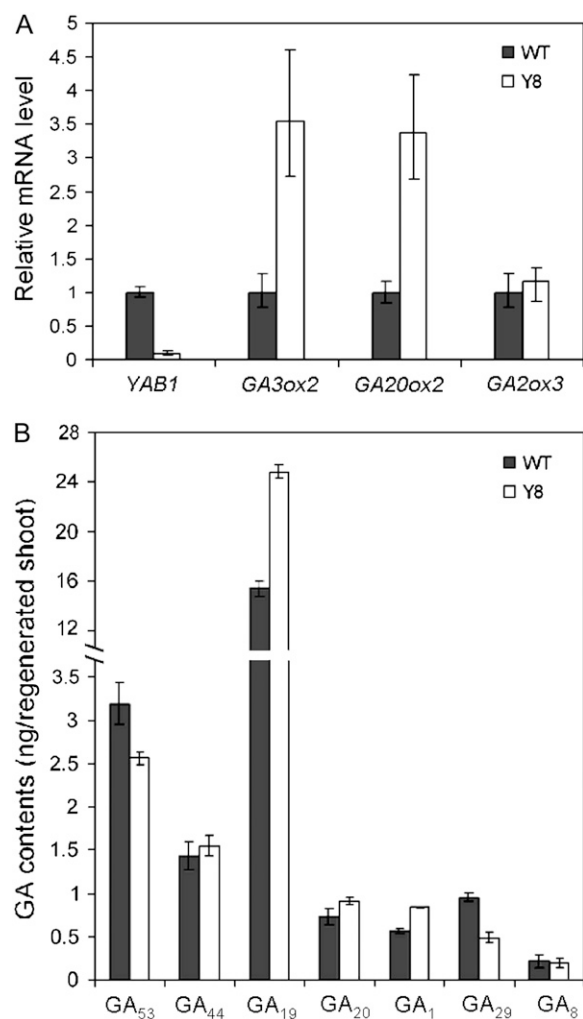 A
Relative mRNA level
5
4.5
4
3.5
3
2.5
2
1.5
1
0.5
0
WT
Y8
YAB1 GA3ox2 GA20ox2 GA2ox3
B
GA contents (ng/regenerated shoot)
28
24
20
16
12
3.5
3
2.5
2
1.5
1
0.5
0
WT
Y8
GA₅₃ GA₄₄ GA₁₉ GA₂₀ GA₁ GA₂₉ GA₈